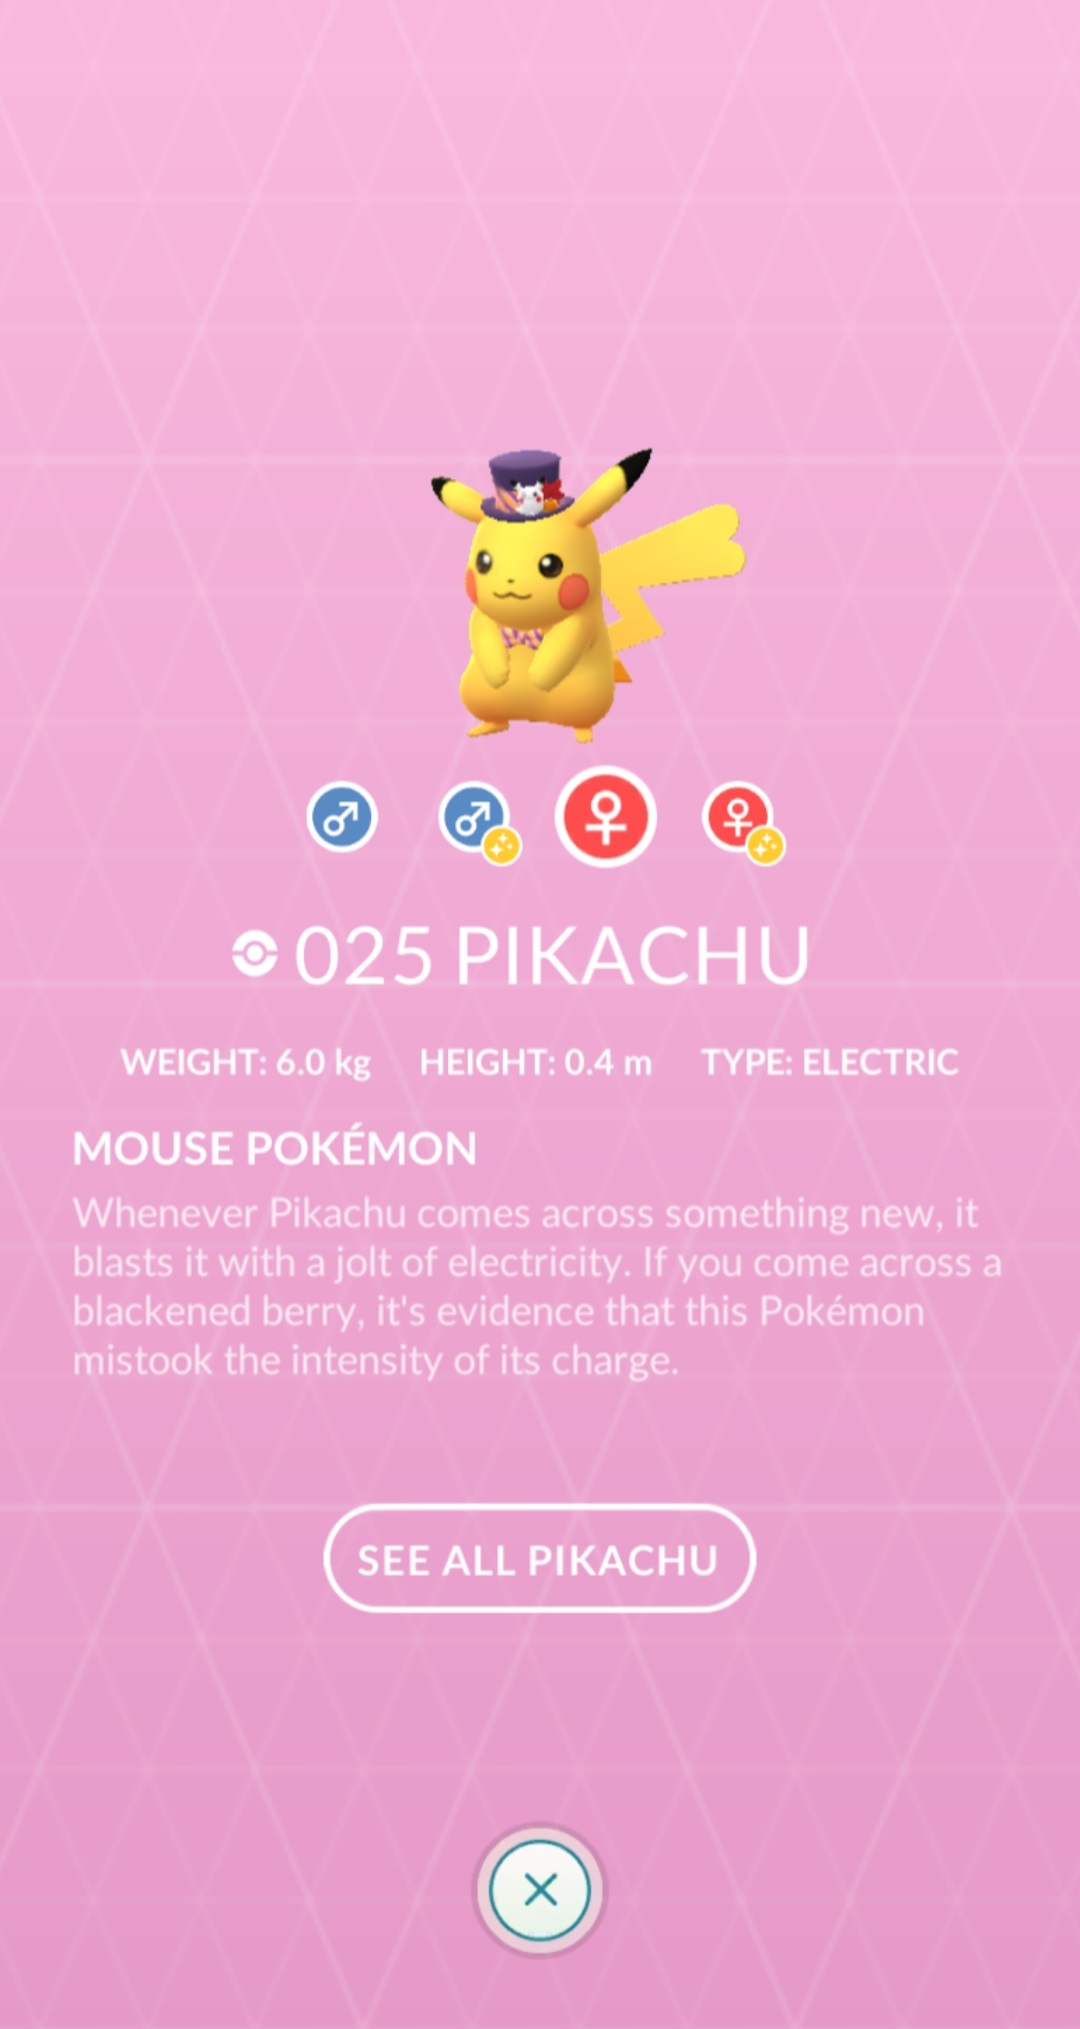 025 PIKACHU
WEIGHT: 6.0 kg HEIGHT: 0.4 m TYPE: ELECTRIC
MOUSE POKÉMON
Whenever Pikachu comes across something new, it
blasts it with a jolt of electricity. If you come across a
blackened berry, it's evidence that this Pokémon
mistook the intensity of its charge.
SEE ALL PIKACHU